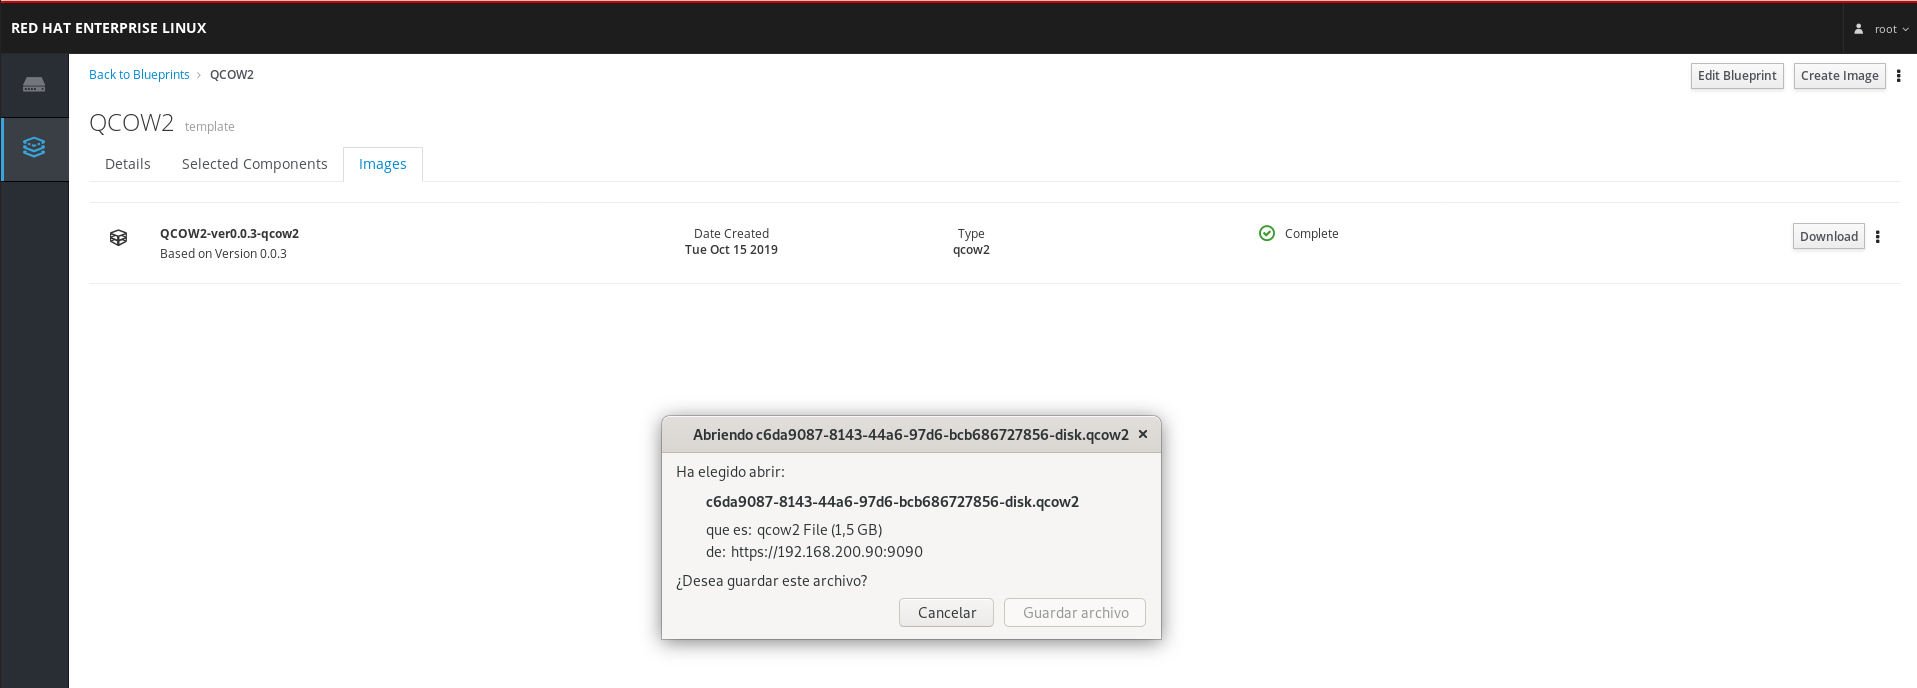 RED HAT ENTERPRISE LINUX
root
Back to Blueprints > QCOW2
Edit Blueprint
Create Image
QCOW2 template
Details
Selected Components
Images
QCOW2-ver0.0.3-qcow2
Based on Version 0.0.3
Date Created
Tue Oct 15 2019
Type
qcow2
Complete
Download
Abriendo c6da9087-8143-44a6-97d6-bcb686727856-disk.qcow2
Ha elegido abrir:
c6da9087-8143-44a6-97d6-bcb686727856-disk.qcow2
que es: qcow2 File (1,5 GB)
de: https://192.168.200.90:9090
¿Desea guardar este archivo?
Cancelar
Guardar archivo